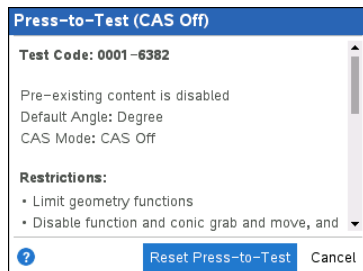 Press-to-Test (CAS Off)
Test Code: 0001-6382
Pre-existing content is disabled
Default Angle: Degree
CAS Mode: CAS Off
Restrictions:
• Limit geometry functions
• Disable function and conic grab and move, and
? Reset Press-to-Test Cancel